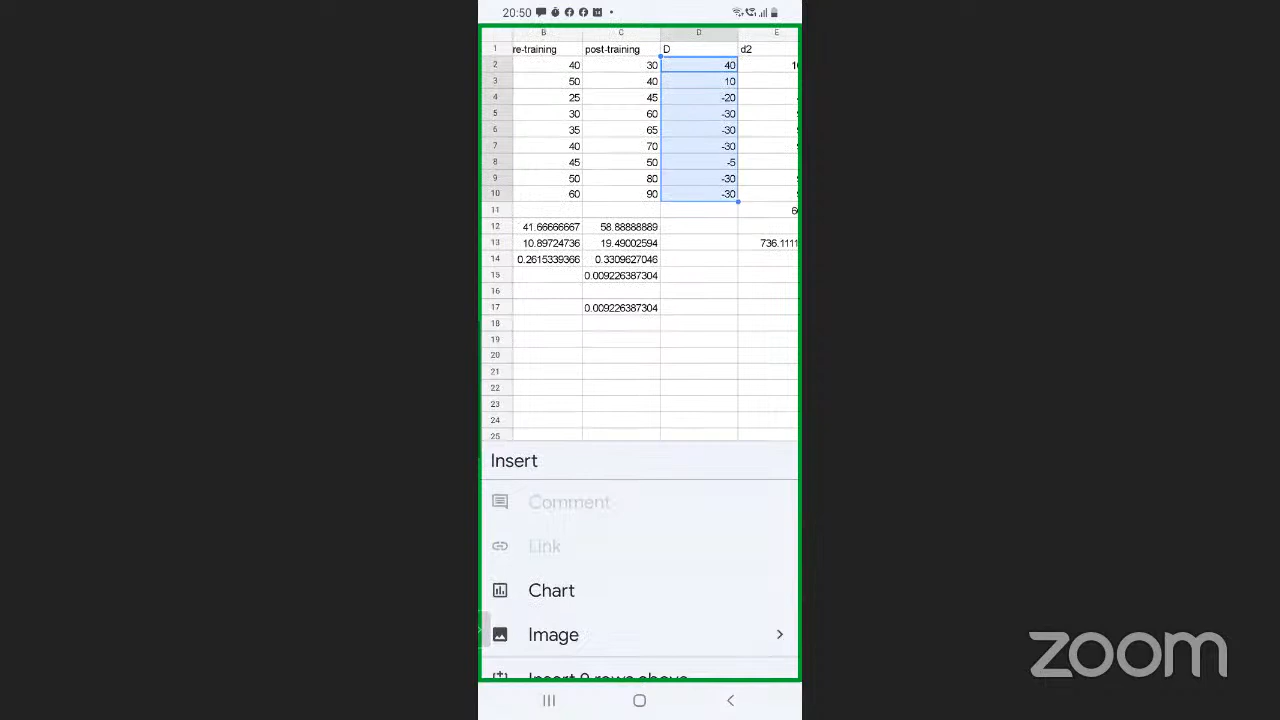 20:50
B C D E
1 re-training post-training D d2
2 40 30 40
3 50 40 10
4 25 45 -20
5 30 60 -30
6 35 65 -30
7 40 70 -30
8 45 50 -5
9 50 80 -30
10 60 90 -30
11
12 41.66666667 58.88888889
13 10.89724736 19.49002594 736.1111
14 0.2615339366 0.3309627046
15 0.009226387304
16
17 0.009226387304
18
19
20
21
22
23
24
25
Insert
Comment
Link
Chart
Image
Insert 9 rows above
zoom